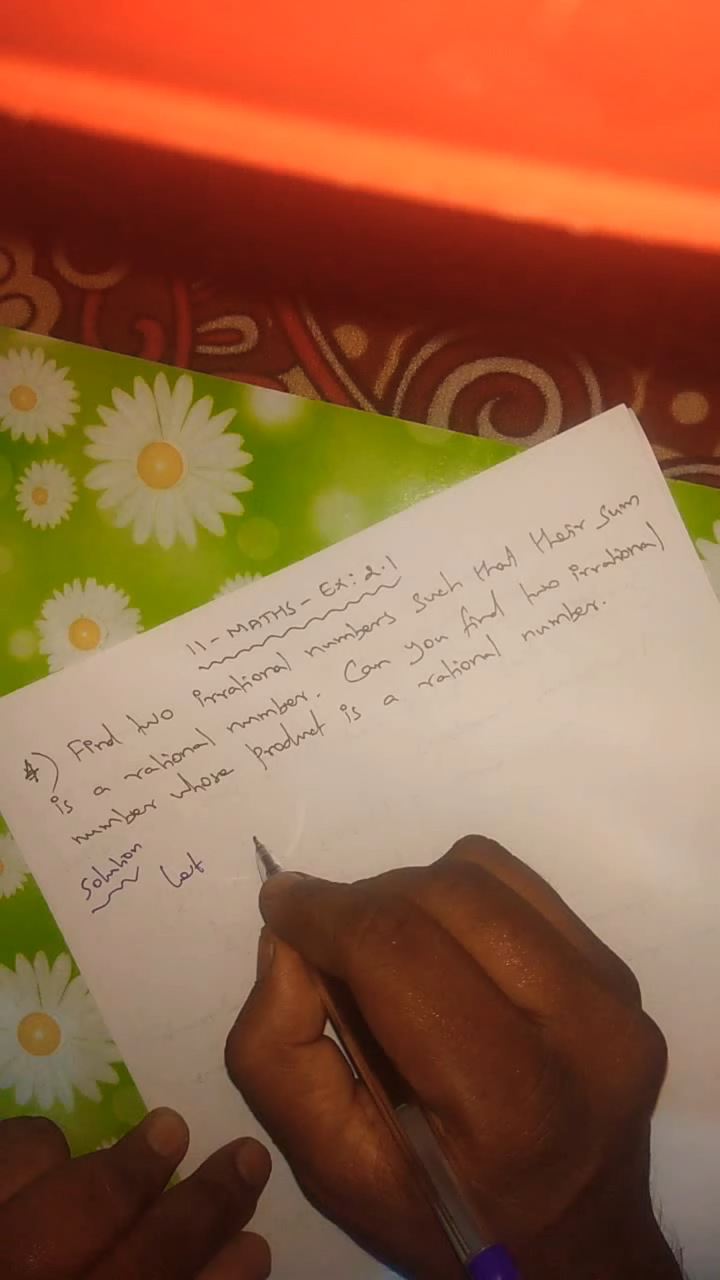 11-MATHS-Ex:2.1
4) Find two irrational numbers such that their sum
is a rational number. Can you find two irrational
number whose product is a rational number.
Solution
Let